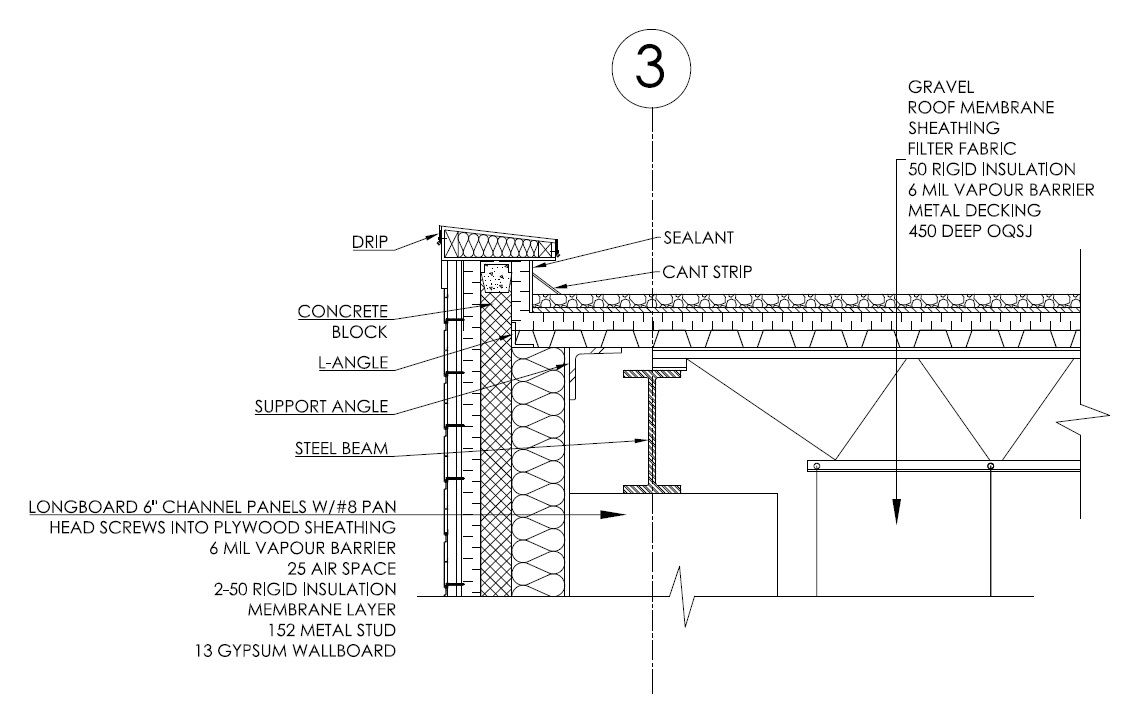 3
GRAVEL
ROOF MEMBRANE
SHEATHING
FILTER FABRIC
50 RIGID INSULATION
6 MIL VAPOUR BARRIER
METAL DECKING
450 DEEP OQSJ
DRIP
SEALANT
CANT STRIP
CONCRETE
BLOCK
L-ANGLE
SUPPORT ANGLE
STEEL BEAM
LONGBOARD 6" CHANNEL PANELS W/#8 PAN
HEAD SCREWS INTO PLYWOOD SHEATHING
6 MIL VAPOUR BARRIER
25 AIR SPACE
2-50 RIGID INSULATION
MEMBRANE LAYER
152 METAL STUD
13 GYPSUM WALLBOARD